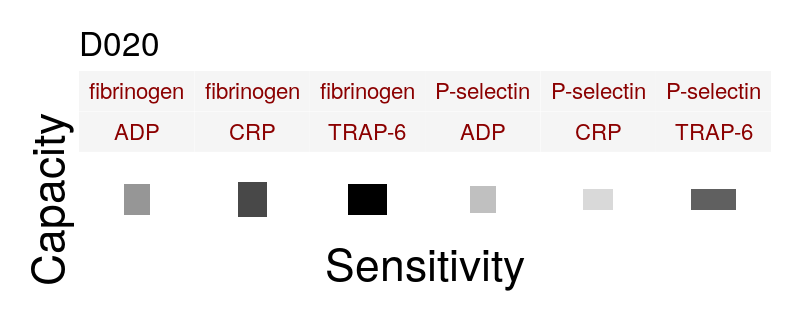 D020
fibrinogen fibrinogen fibrinogen P-selectin P-selectin P-selectin
ADP CRP TRAP-6 ADP CRP TRAP-6
Capacity
Sensitivity